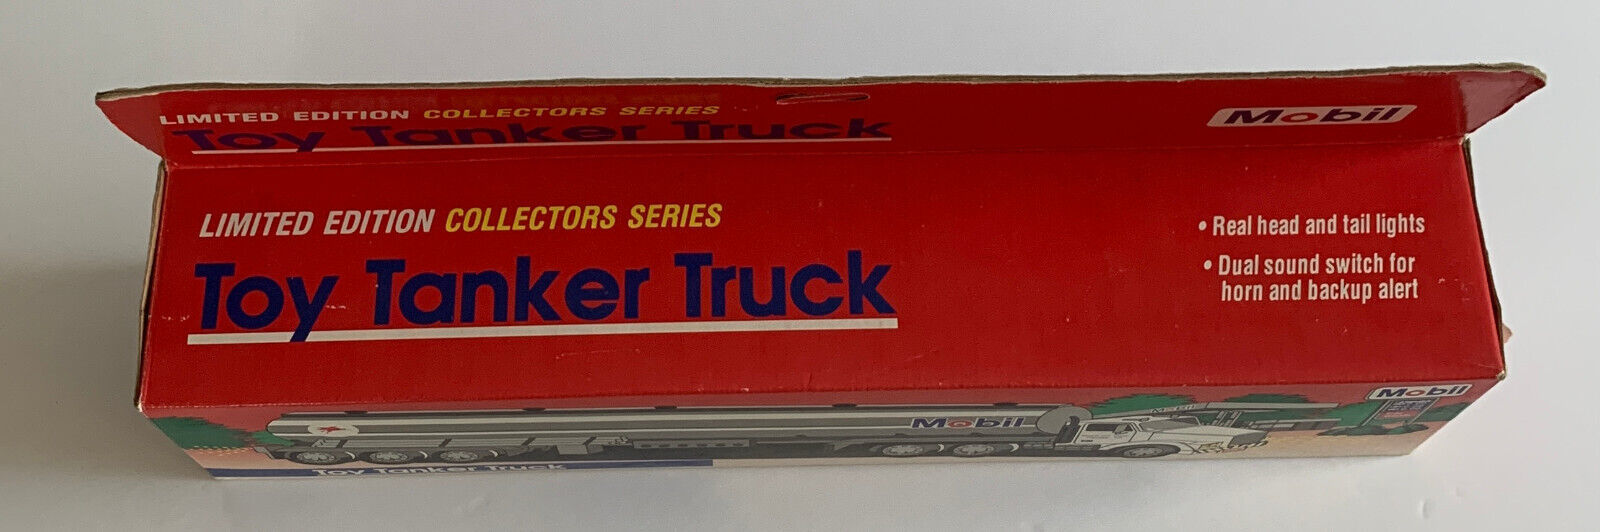 LIMITED EDITION COLLECTORS SERIES
Toy Tanker Truck
Mobil
LIMITED EDITION COLLECTORS SERIES
Toy Tanker Truck
• Real head and tail lights
• Dual sound switch for
horn and backup alert
Mobil
Mobil
Mobil
Toy Tanker Truck